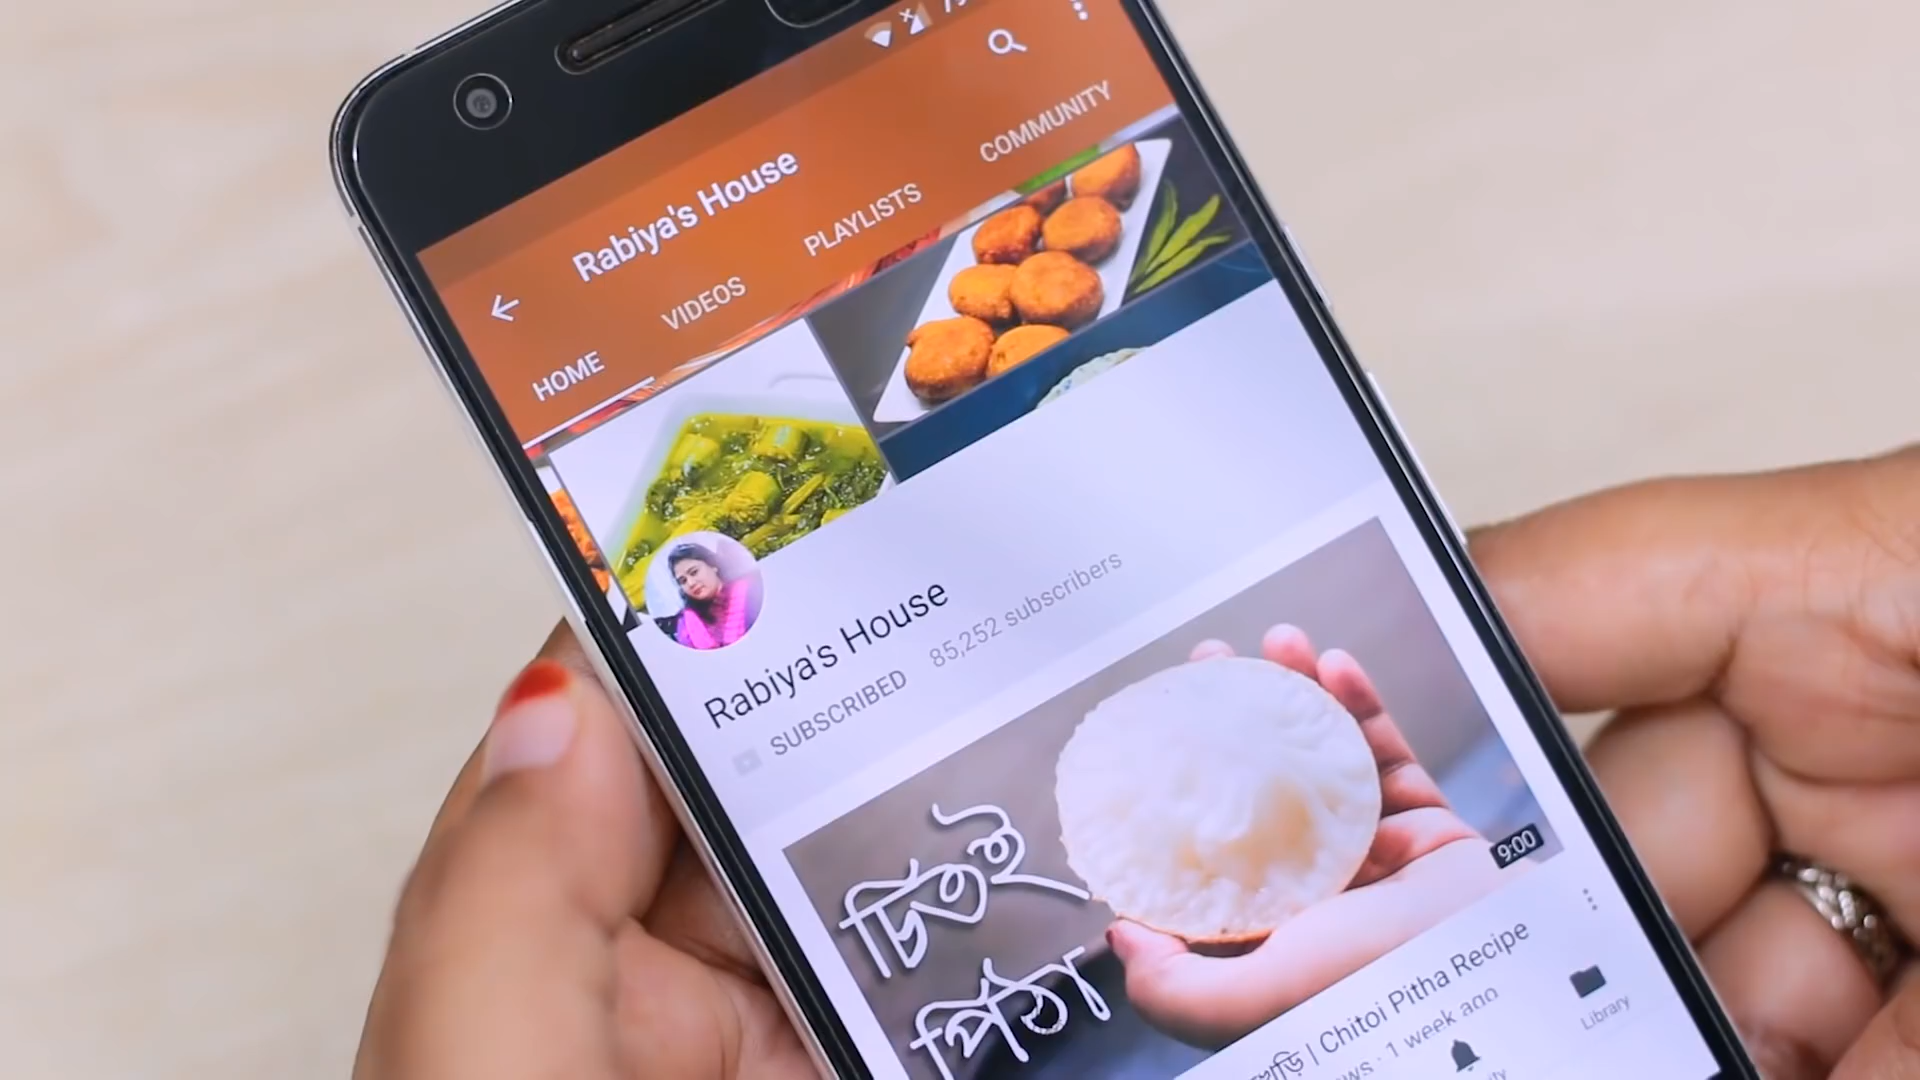 Rabiya's House
HOME VIDEOS PLAYLISTS COMMUNITY
Rabiya's House
SUBSCRIBED 85,252 subscribers
চিতই
পিঠা
9:00
| Chitoi Pitha Recipe
· 1 week ago
Library